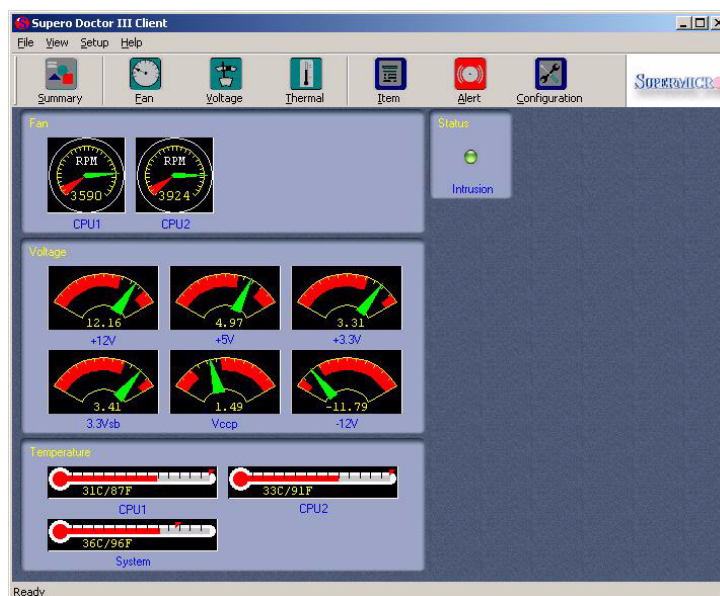 Supero Doctor III Client
File View Setup Help
Summary Fan Voltage Thermal Item Alert Configuration
SUPERMICR
Fan
RPM RPM
3590 3924
CPU1 CPU2
Status
Intrusion
Voltage
12.16 4.97 3.31
+12V +5V +3.3V
3.41 1.49 -11.79
3.3Vsb Vccp -12V
Temperature
31C/87F 33C/91F
CPU1 CPU2
36C/96F
System
Ready